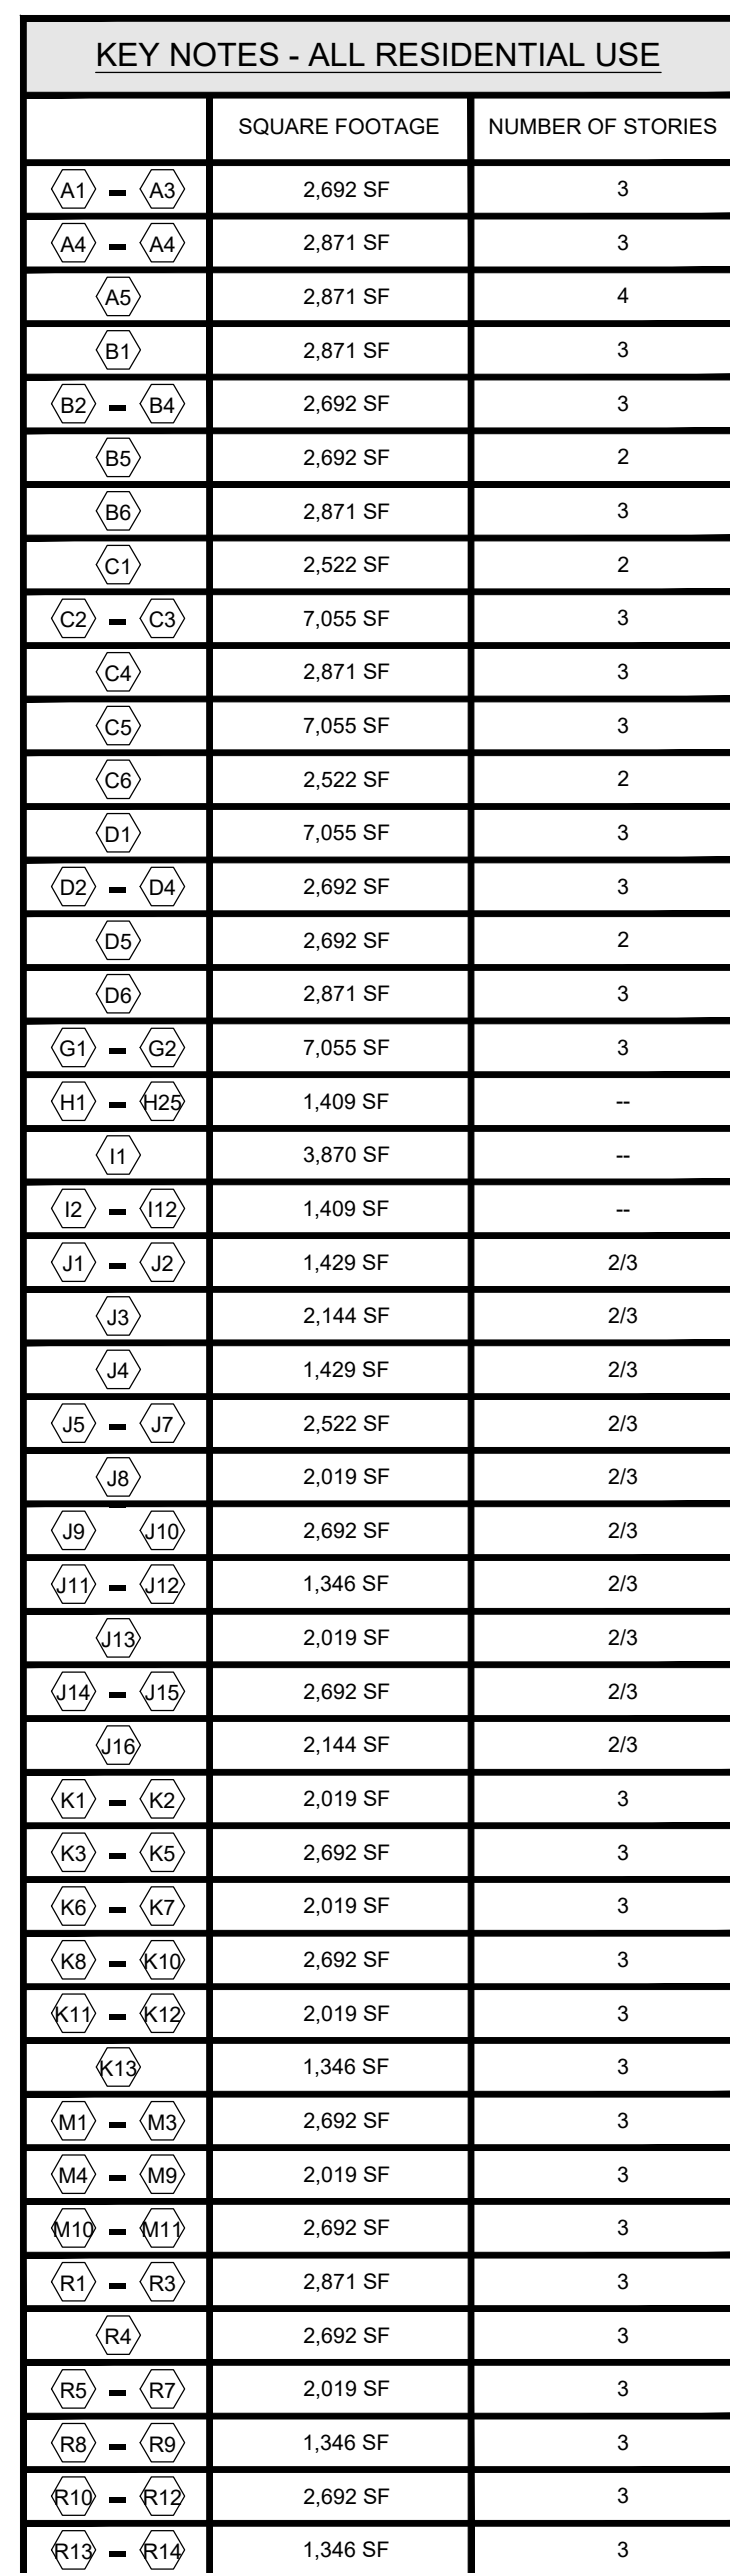 KEY NOTES - ALL RESIDENTIAL USE
SQUARE FOOTAGE NUMBER OF STORIES
A1 - A3 2,692 SF 3
A4 - A4 2,871 SF 3
A5 2,871 SF 4
B1 2,871 SF 3
B2 - B4 2,692 SF 3
B5 2,692 SF 2
B6 2,871 SF 3
C1 2,522 SF 2
C2 - C3 7,055 SF 3
C4 2,871 SF 3
C5 7,055 SF 3
C6 2,522 SF 2
D1 7,055 SF 3
D2 - D4 2,692 SF 3
D5 2,692 SF 2
D6 2,871 SF 3
G1 - G2 7,055 SF 3
H1 - H25 1,409 SF --
I1 3,870 SF --
I2 - I12 1,409 SF --
J1 - J2 1,429 SF 2/3
J3 2,144 SF 2/3
J4 1,429 SF 2/3
J5 - J7 2,522 SF 2/3
J8 2,019 SF 2/3
J9 J10 2,692 SF 2/3
J11 - J12 1,346 SF 2/3
J13 2,019 SF 2/3
J14 - J15 2,692 SF 2/3
J16 2,144 SF 2/3
K1 - K2 2,019 SF 3
K3 - K5 2,692 SF 3
K6 - K7 2,019 SF 3
K8 - K10 2,692 SF 3
K11 - K12 2,019 SF 3
K13 1,346 SF 3
M1 - M3 2,692 SF 3
M4 - M9 2,019 SF 3
M10 - M11 2,692 SF 3
R1 - R3 2,871 SF 3
R4 2,692 SF 3
R5 - R7 2,019 SF 3
R8 - R9 1,346 SF 3
R10 - R12 2,692 SF 3
R13 - R14 1,346 SF 3